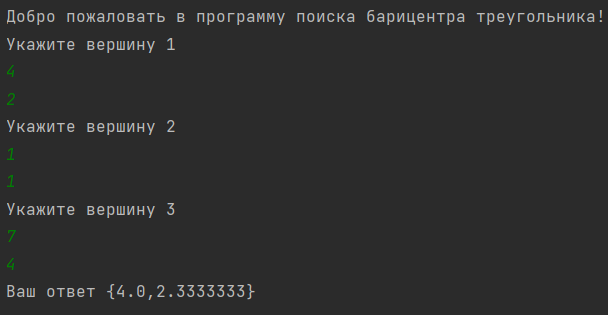 Добро пожаловать в программу поиска барицентра треугольника!
Укажите вершину 1
4
2
Укажите вершину 2
1
1
Укажите вершину 3
7
4
Ваш ответ {4.0,2.3333333}